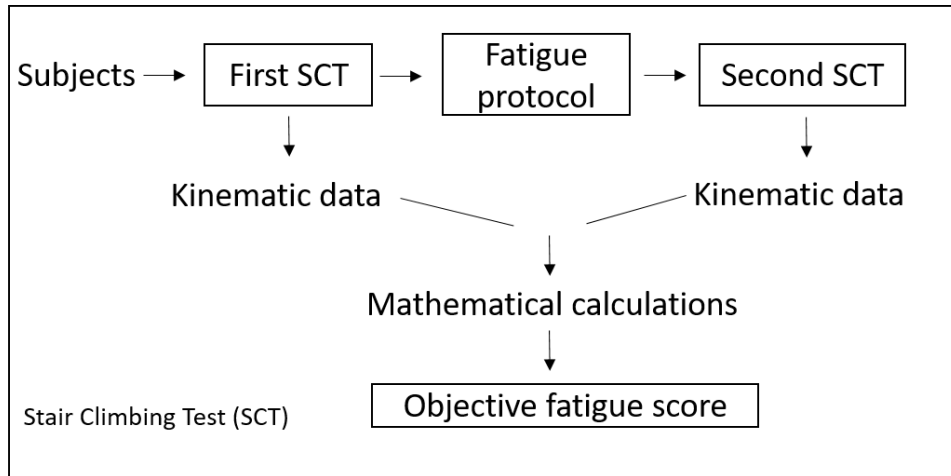 Subjects
First SCT
Fatigue
protocol
Second SCT
Kinematic data
Kinematic data
Mathematical calculations
Objective fatigue score
Stair Climbing Test (SCT)